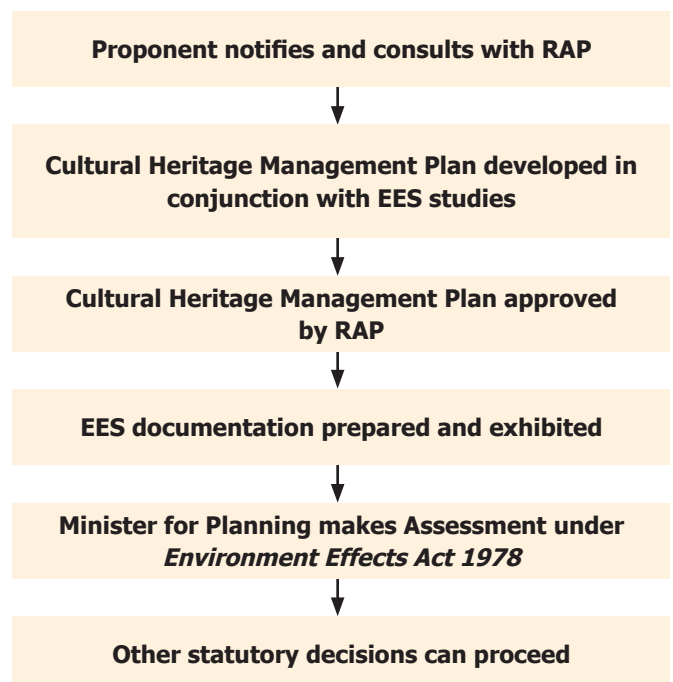 Proponent notifies and consults with RAP
Cultural Heritage Management Plan developed in
conjunction with EES studies
Cultural Heritage Management Plan approved
by RAP
EES documentation prepared and exhibited
Minister for Planning makes Assessment under
Environment Effects Act 1978
Other statutory decisions can proceed